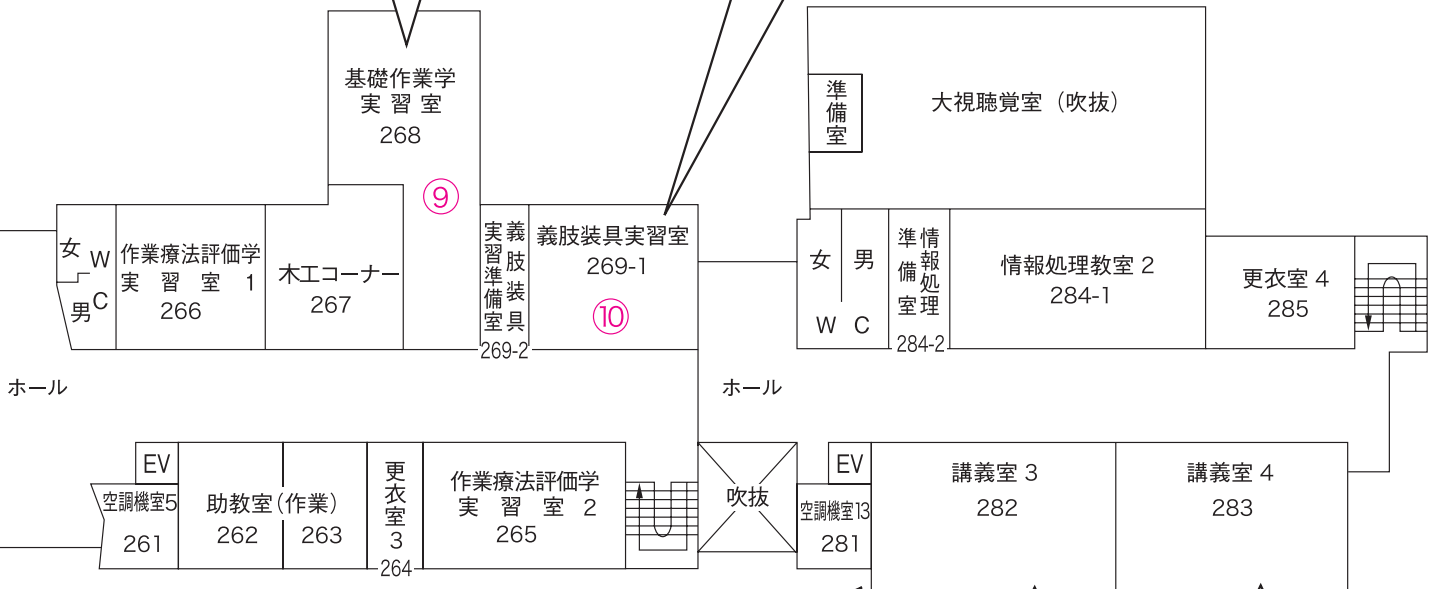 基礎作業学
実習室
268
⑨
準備室
大視聴覚室（吹抜）
女
男
WC
作業療法評価学
実習室 1
266
木工コーナー
267
義肢装具
実習準備室
269-2
義肢装具実習室
269-1
⑩
女
男
WC
情報処理
準備室
284-2
情報処理教室 2
284-1
更衣室 4
285
ホール
ホール
EV
空調機室5
261
助教室（作業）
262
263
更衣室3
264
作業療法評価学
実習室 2
265
吹抜
EV
空調機室13
281
講義室 3
282
講義室 4
283